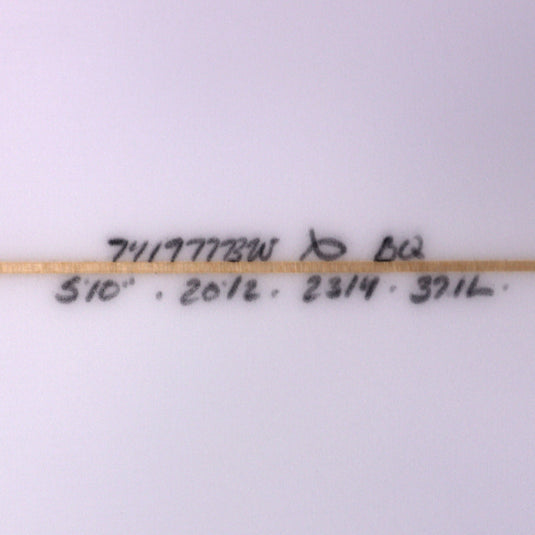 741977BW BQ
5'10" . 20 1/2 . 2 3/4 . 37.1L .